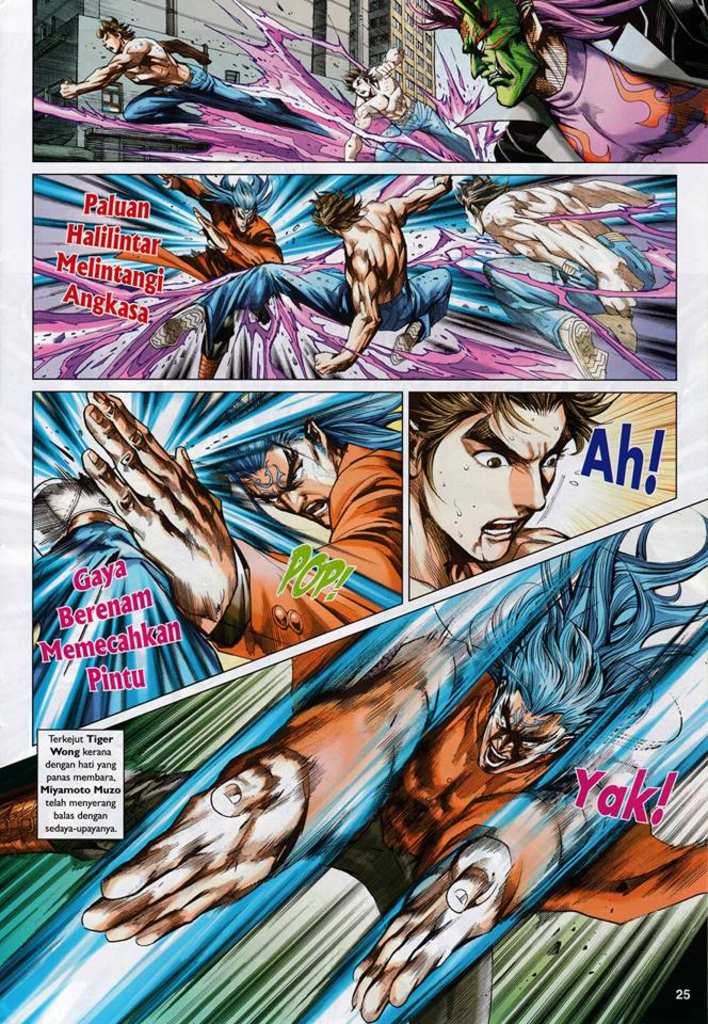 Paluan
Halilintar
Melintangi
Angkasa
Gaya
Berenam
Memecahkan
Pintu
POP!
Ah!
Terkejut Tiger
Wong kerana
dengan hati yang
panas membara,
Miyamoto Muzo
telah menyerang
balas dengan
sedaya-upayanya.
Yak!
25